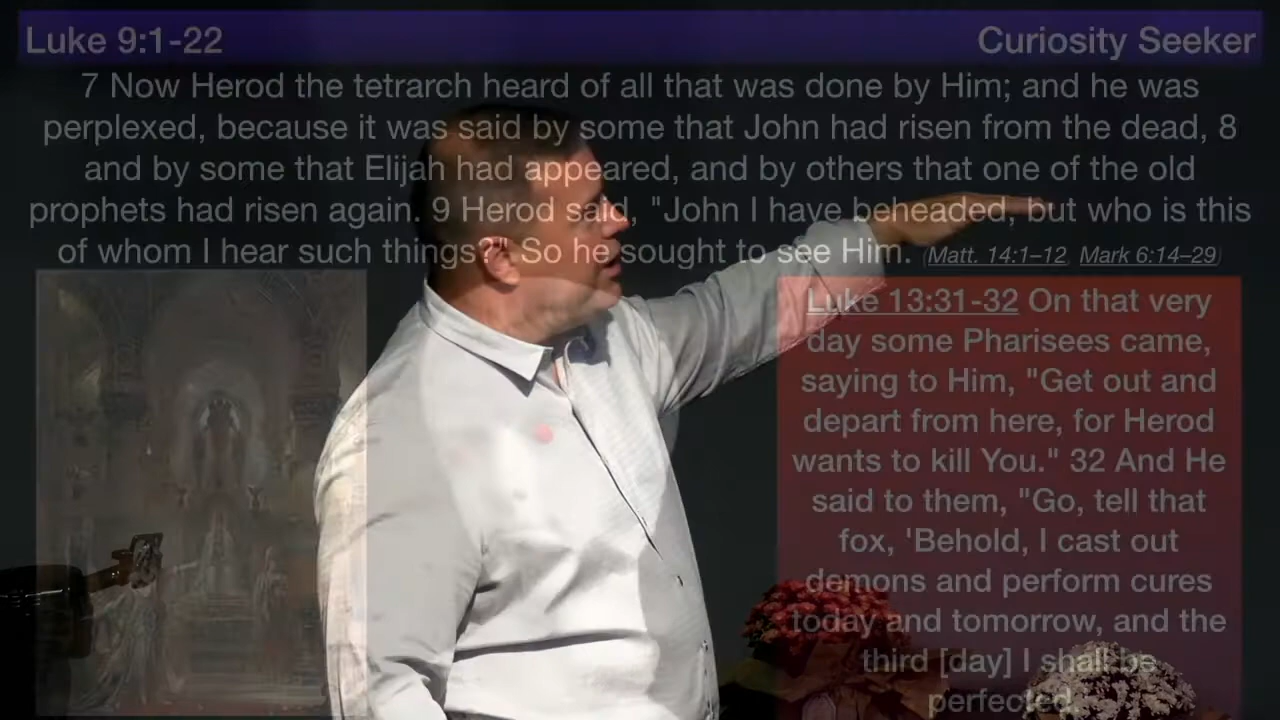 Luke 9:1-22
Curiosity Seeker
7 Now Herod the tetrarch heard of all that was done by Him; and he was
perplexed, because it was said by some that John had risen from the dead, 8
and by some that Elijah had appeared, and by others that one of the old
prophets had risen again. 9 Herod said, "John I have beheaded, but who is this
of whom I hear such things?" So he sought to see Him. (Matt. 14:1–12, Mark 6:14–29)
Luke 13:31-32 On that very
day some Pharisees came,
saying to Him, "Get out and
depart from here, for Herod
wants to kill You." 32 And He
said to them, "Go, tell that
fox, 'Behold, I cast out
demons and perform cures
today and tomorrow, and the
third [day] I shall be
perfected.'